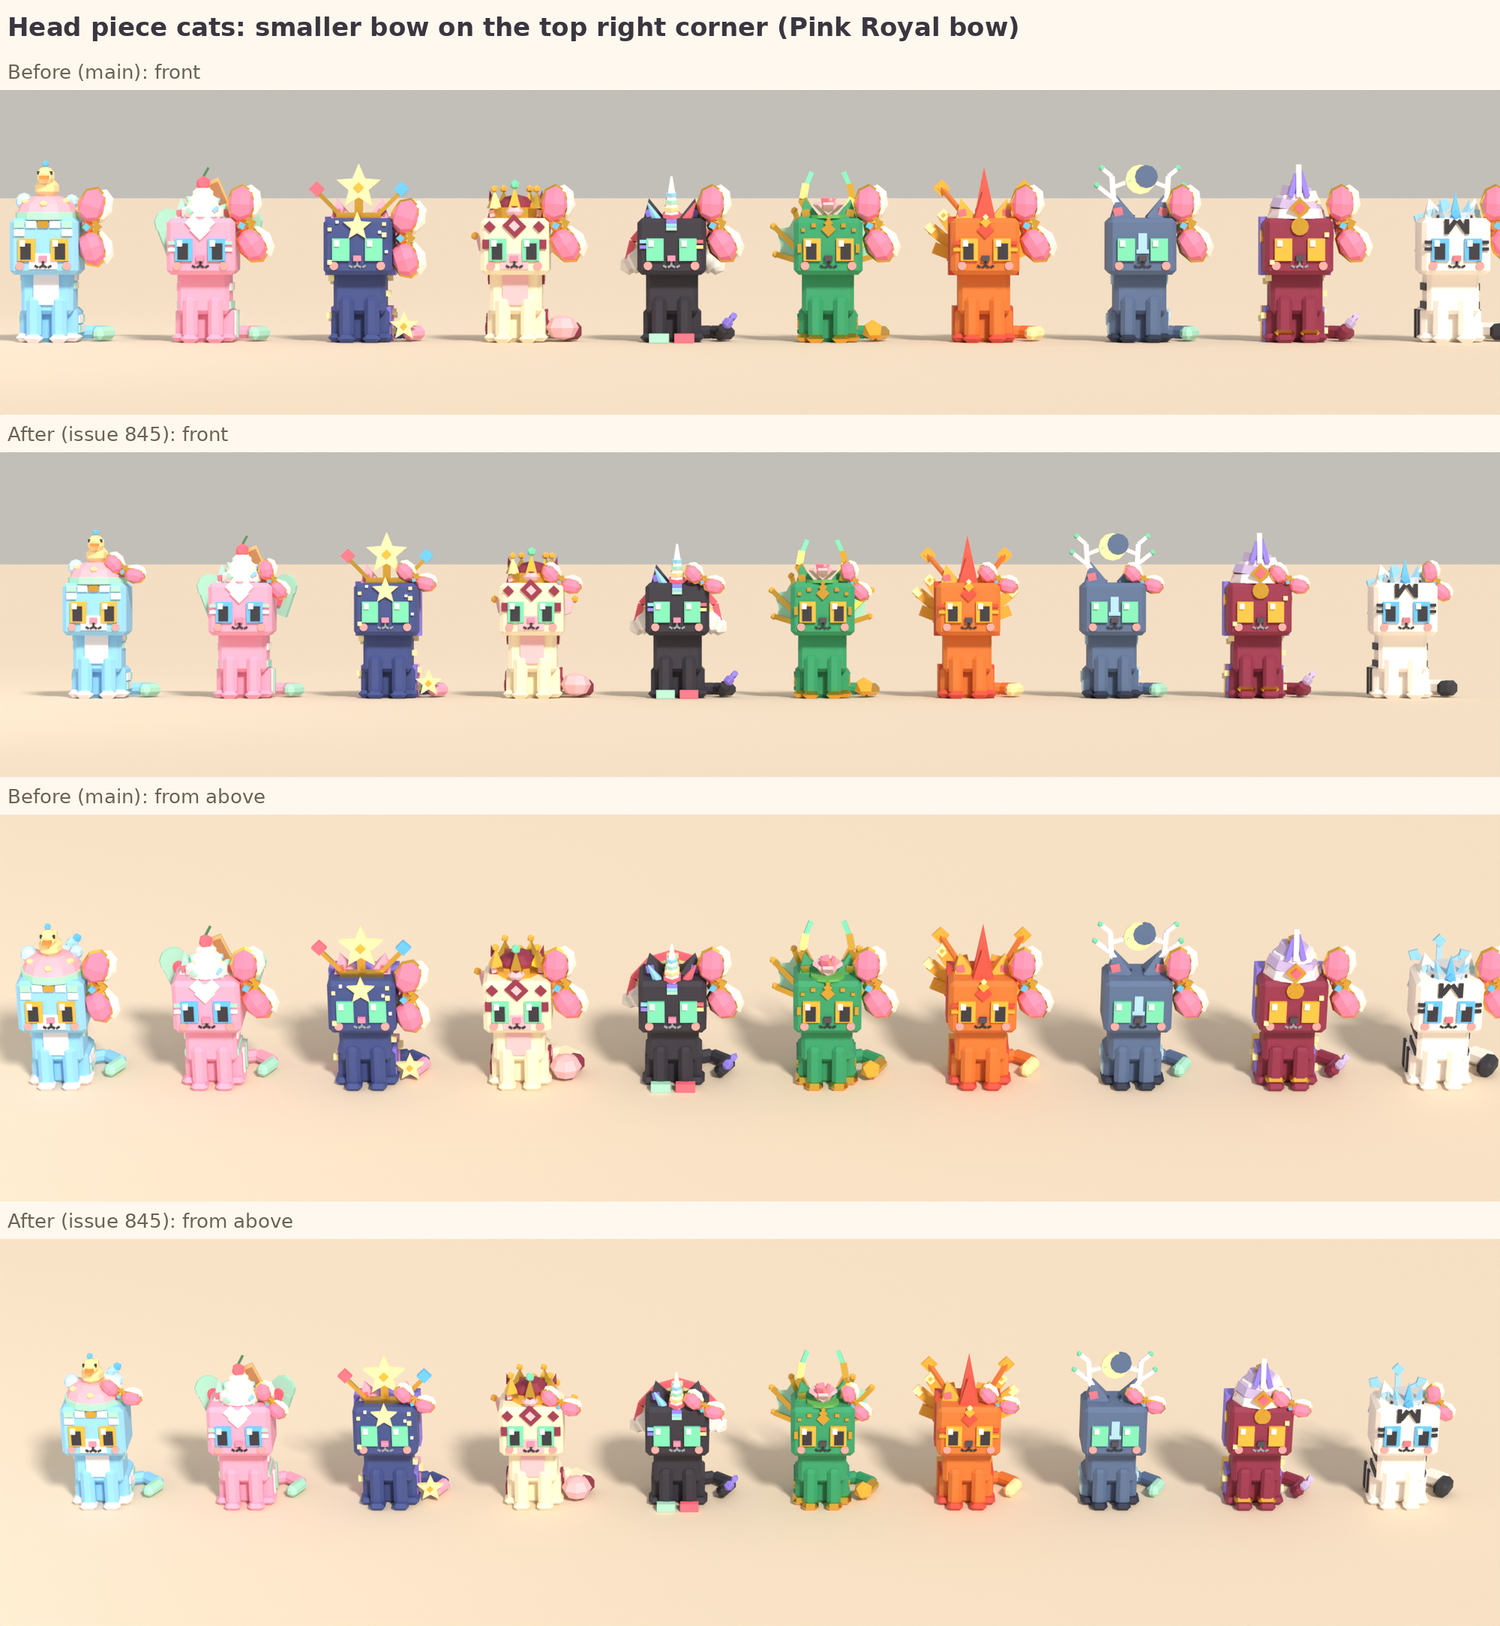 Head piece cats: smaller bow on the top right corner (Pink Royal bow)
Before (main): front
After (issue 845): front
Before (main): from above
After (issue 845): from above